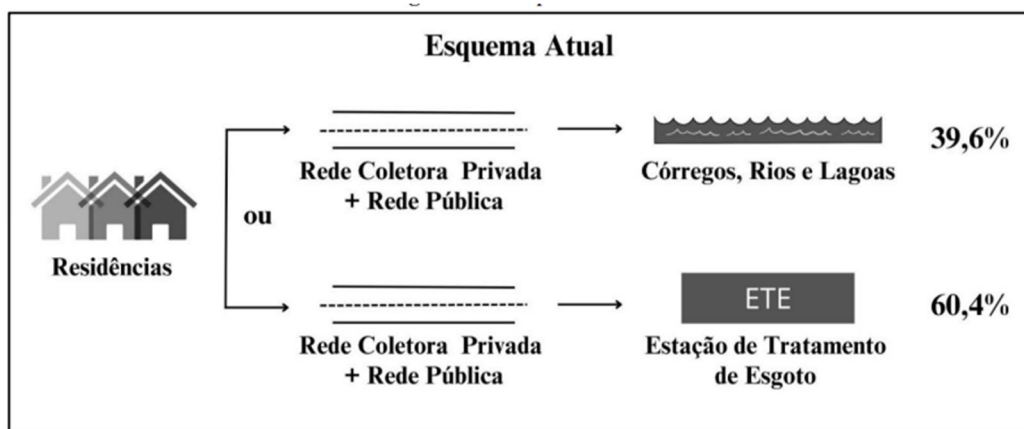 Esquema Atual
Rede Coletora Privada
+ Rede Pública
Córregos, Rios e Lagoas
39,6%
Residências
ou
Rede Coletora Privada
+ Rede Pública
ETE
Estação de Tratamento
de Esgoto
60,4%